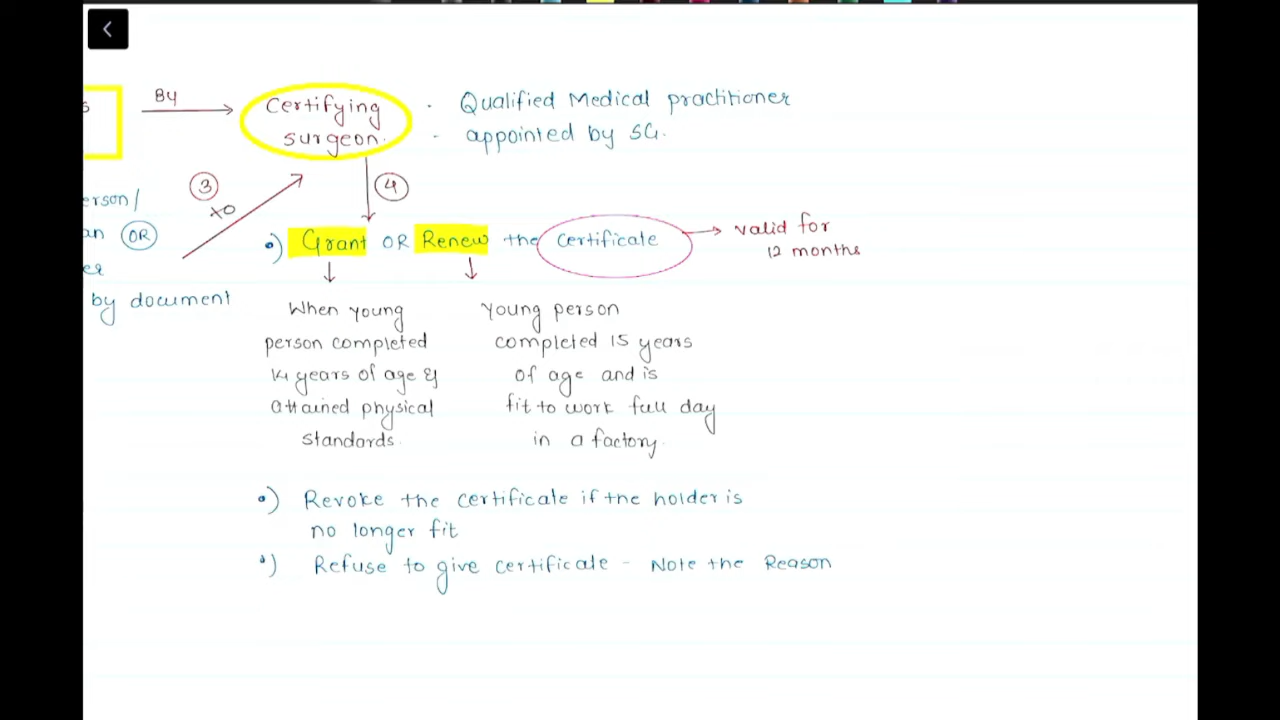 s
By
Certifying
surgeon.
· Qualified Medical practitioner
· appointed by SG.
3
to
4
erson/
an OR
er
by document
•) Grant OR Renew the certificate
valid for
12 months
When young
person completed
14 years of age &
attained physical
standards.
Young person
completed 15 years
of age and is
fit to work full day
in a factory.
•) Revoke the certificate if the holder is
no longer fit
•) Refuse to give certificate - Note the Reason